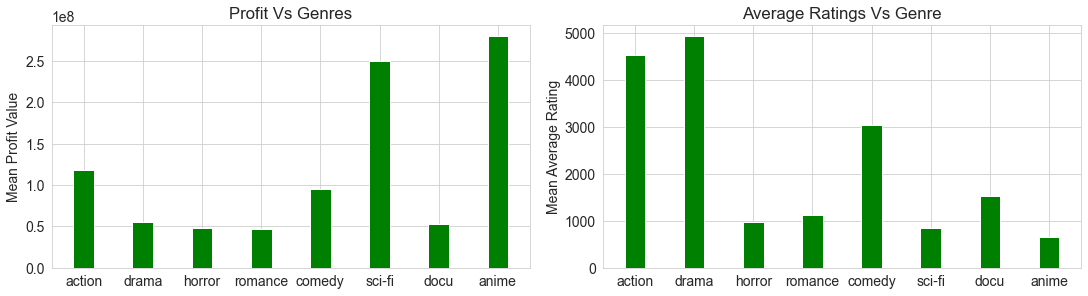 Profit Vs Genres
1e8
Mean Profit Value
2.5
2.0
1.5
1.0
0.5
0.0
action drama horror romance comedy sci-fi docu anime
Average Ratings Vs Genre
Mean Average Rating
5000
4000
3000
2000
1000
0
action drama horror romance comedy sci-fi docu anime